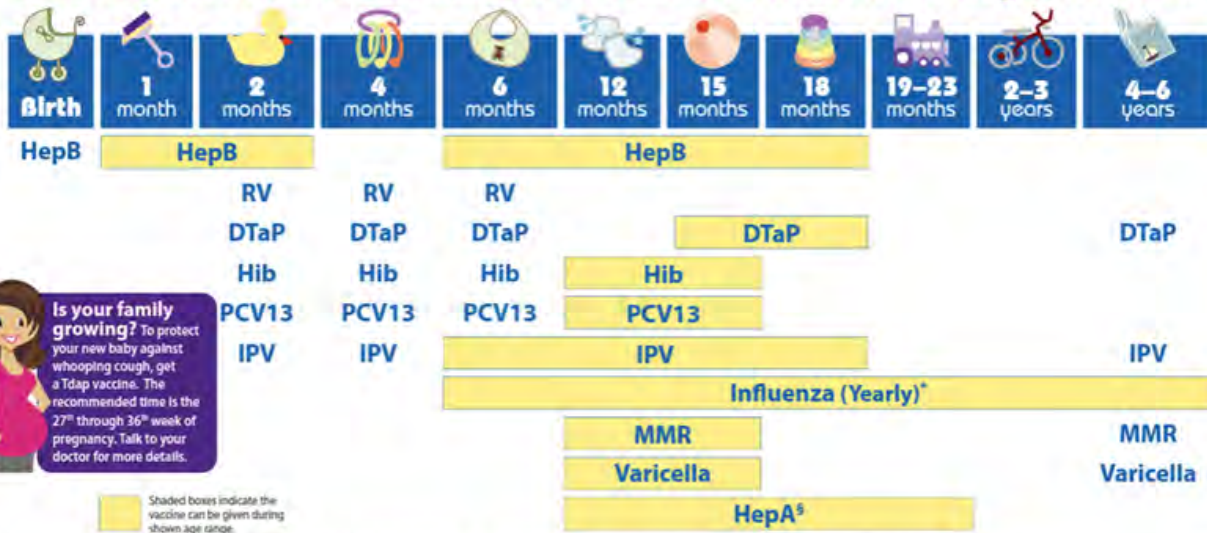 Birth
1 month
2 months
4 months
6 months
12 months
15 months
18 months
19–23 months
2–3 years
4–6 years
HepB HepB HepB
RV RV RV
DTaP DTaP DTaP DTaP DTaP
Hib Hib Hib Hib
PCV13 PCV13 PCV13 PCV13
IPV IPV IPV IPV
Influenza (Yearly)*
MMR MMR
Varicella Varicella
HepA§
Is your family
growing? To protect
your new baby against
whooping cough, get
a Tdap vaccine. The
recommended time is the
27th through 36th week of
pregnancy. Talk to your
doctor for more details.
Shaded boxes indicate the
vaccine can be given during
shown age range.